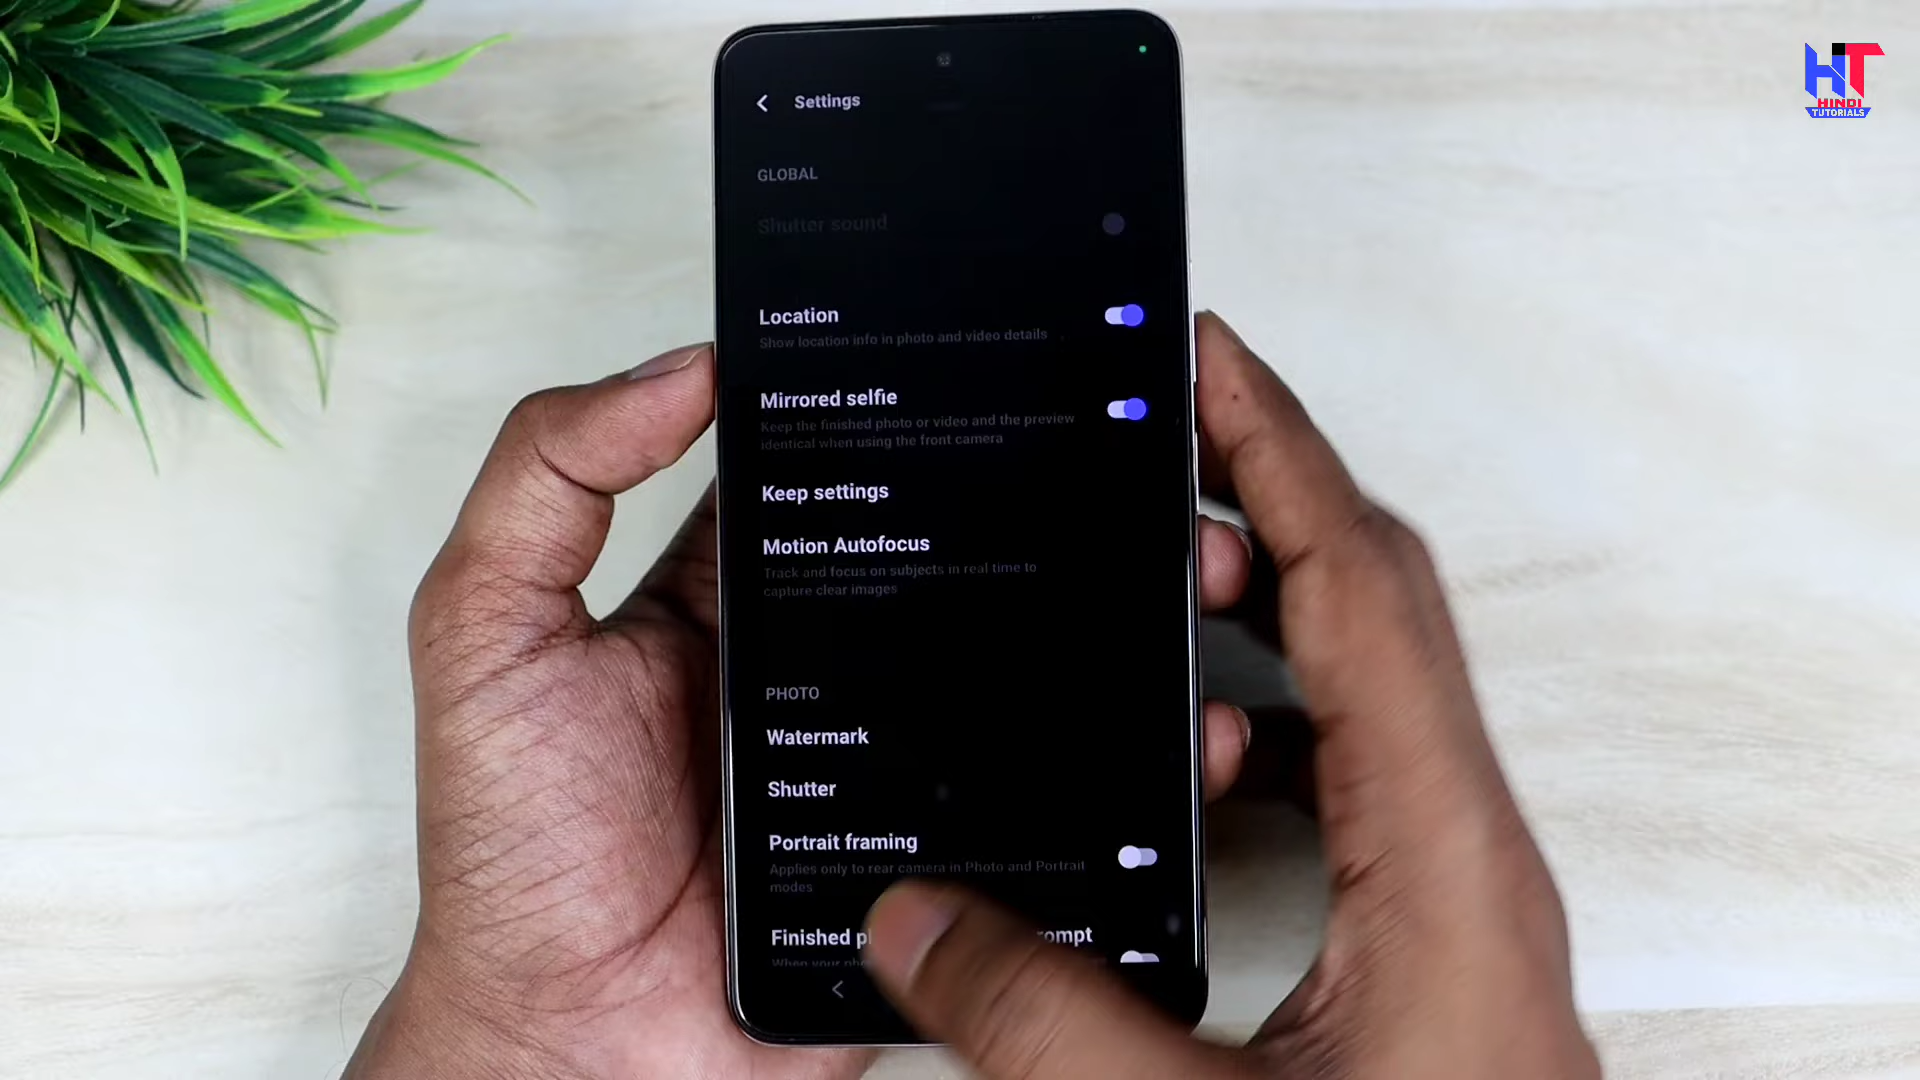 HINDI
TUTORIALS
Settings
GLOBAL
Shutter sound
Location
Show location info in photo and video details
Mirrored selfie
Keep the finished photo or video and the preview
identical when using the front camera
Keep settings
Motion Autofocus
Track and focus on subjects in real time to
capture clear images
PHOTO
Watermark
Shutter
Portrait framing
Applies only to rear camera in Photo and Portrait
modes
Finished
When your